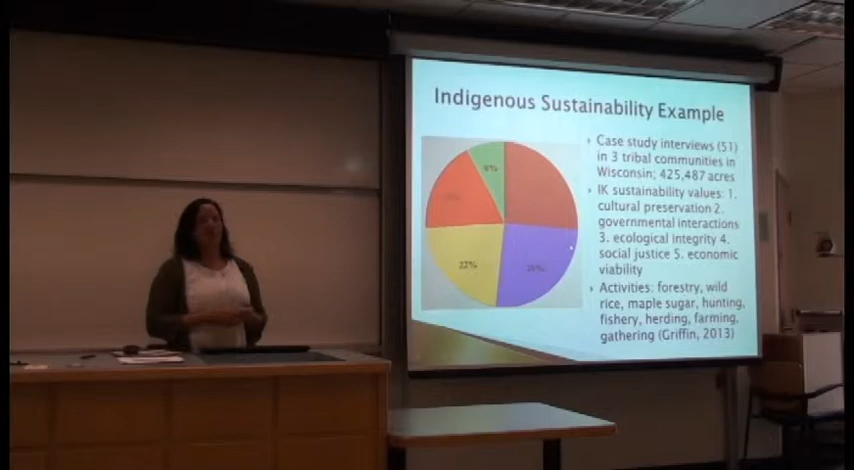 Indigenous Sustainability Example
Case study interviews (51)
in 3 tribal communities in
Wisconsin; 425,487 acres
IK sustainability values: 1.
cultural preservation 2.
governmental interactions
3. ecological integrity 4.
social justice 5. economic
viability
Activities: forestry, wild
rice, maple sugar, hunting,
fishery, herding, farming,
gathering (Griffin, 2013)
22%